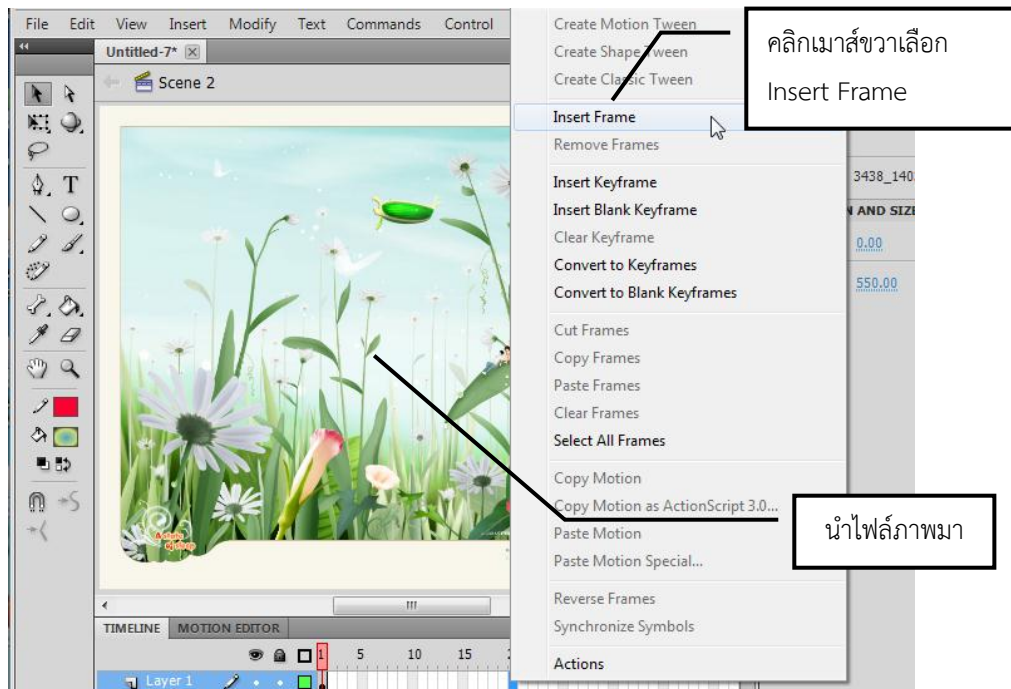 File Edit View Insert Modify Text Commands Control
Untitled-7*
Scene 2
Create Motion Tween
Create Shape Tween
Create Classic Tween
Insert Frame
Remove Frames
Insert Keyframe
Insert Blank Keyframe
Clear Keyframe
Convert to Keyframes
Convert to Blank Keyframes
Cut Frames
Copy Frames
Paste Frames
Clear Frames
Select All Frames
Copy Motion
Copy Motion as ActionScript 3.0...
Paste Motion
Paste Motion Special...
Reverse Frames
Synchronize Symbols
Actions
คลิกเมาส์ขวาเลือก
Insert Frame
3438_140
AND SIZE
0.00
550.00
นำไฟล์ภาพมา
TIMELINE MOTION EDITOR
1 5 10 15
Layer 1